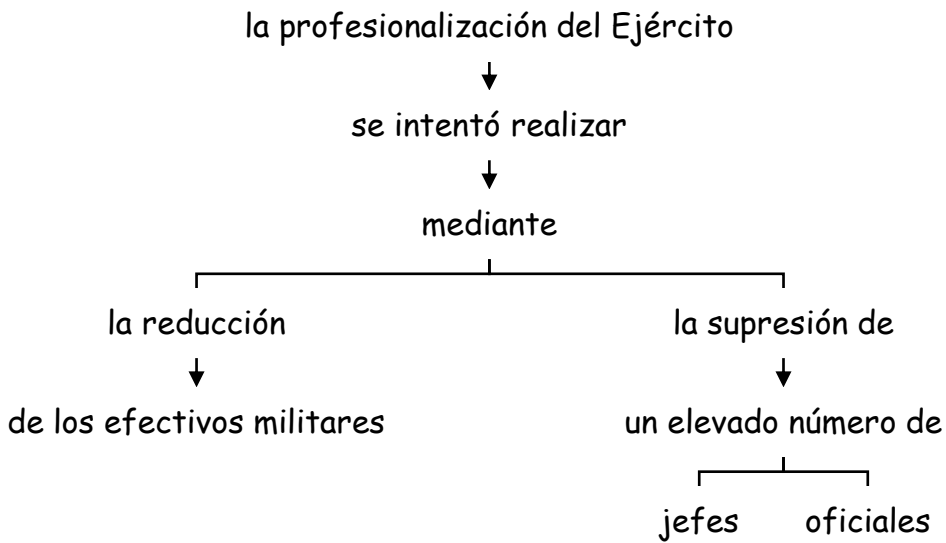 la profesionalización del Ejército
se intentó realizar
mediante
la reducción
la supresión de
de los efectivos militares
un elevado número de
jefes
oficiales